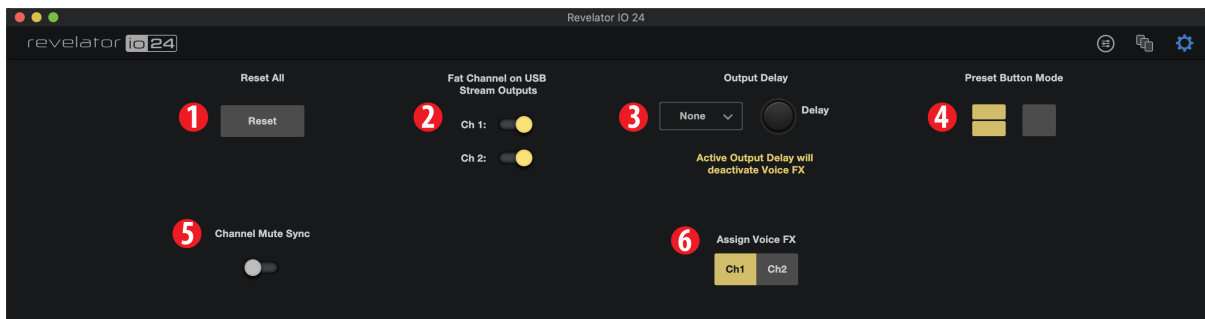 Revelator IO 24
revelator io 24
Reset All
1
Reset
Fat Channel on USB
Stream Outputs
2
Ch 1:
Ch 2:
Output Delay
3
None
Delay
Active Output Delay will
deactivate Voice FX
Preset Button Mode
4
5
Channel Mute Sync
6
Assign Voice FX
Ch1
Ch2